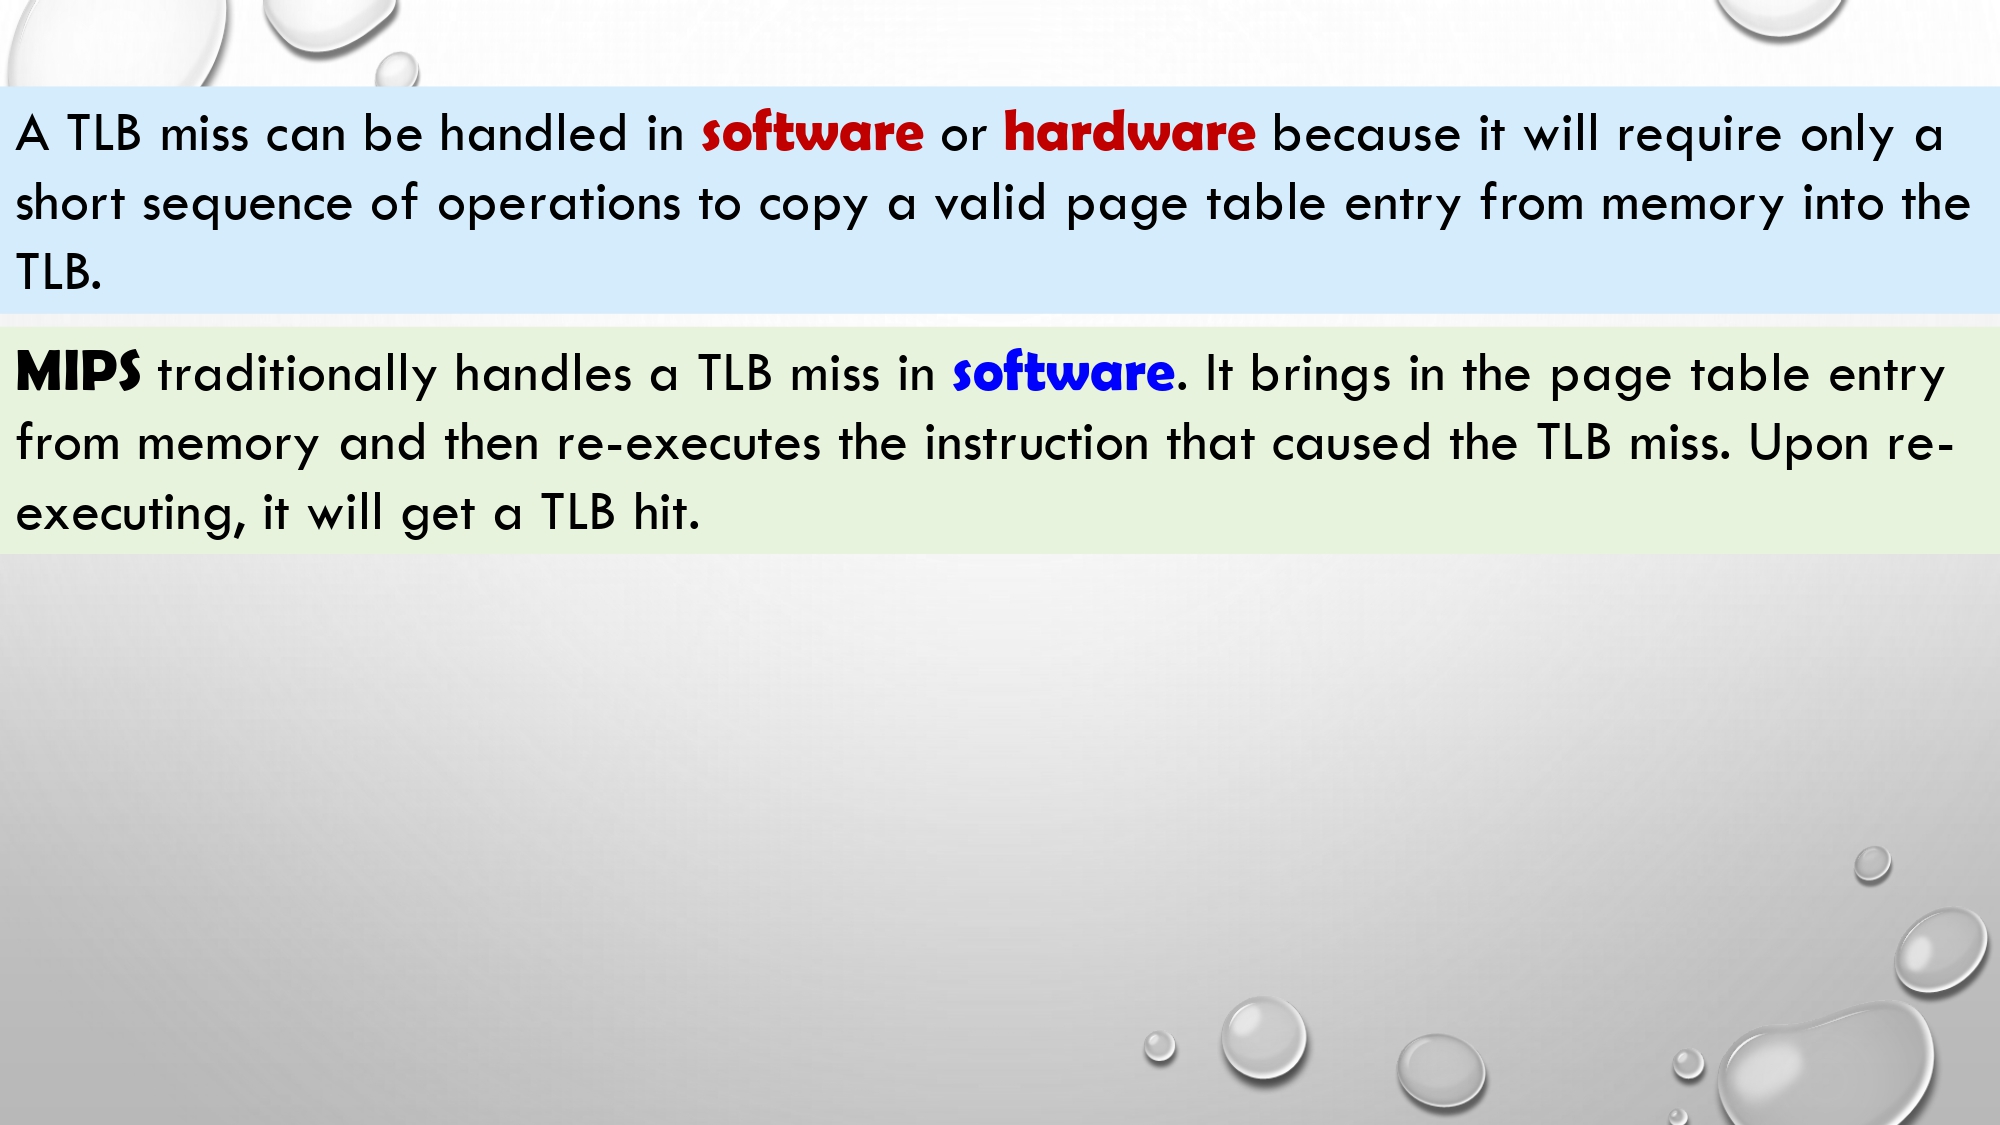 A TLB miss can be handled in software or hardware because it will require only a
short sequence of operations to copy a valid page table entry from memory into the
TLB.
MIPS traditionally handles a TLB miss in software. It brings in the page table entry
from memory and then re-executes the instruction that caused the TLB miss. Upon re-
executing, it will get a TLB hit.